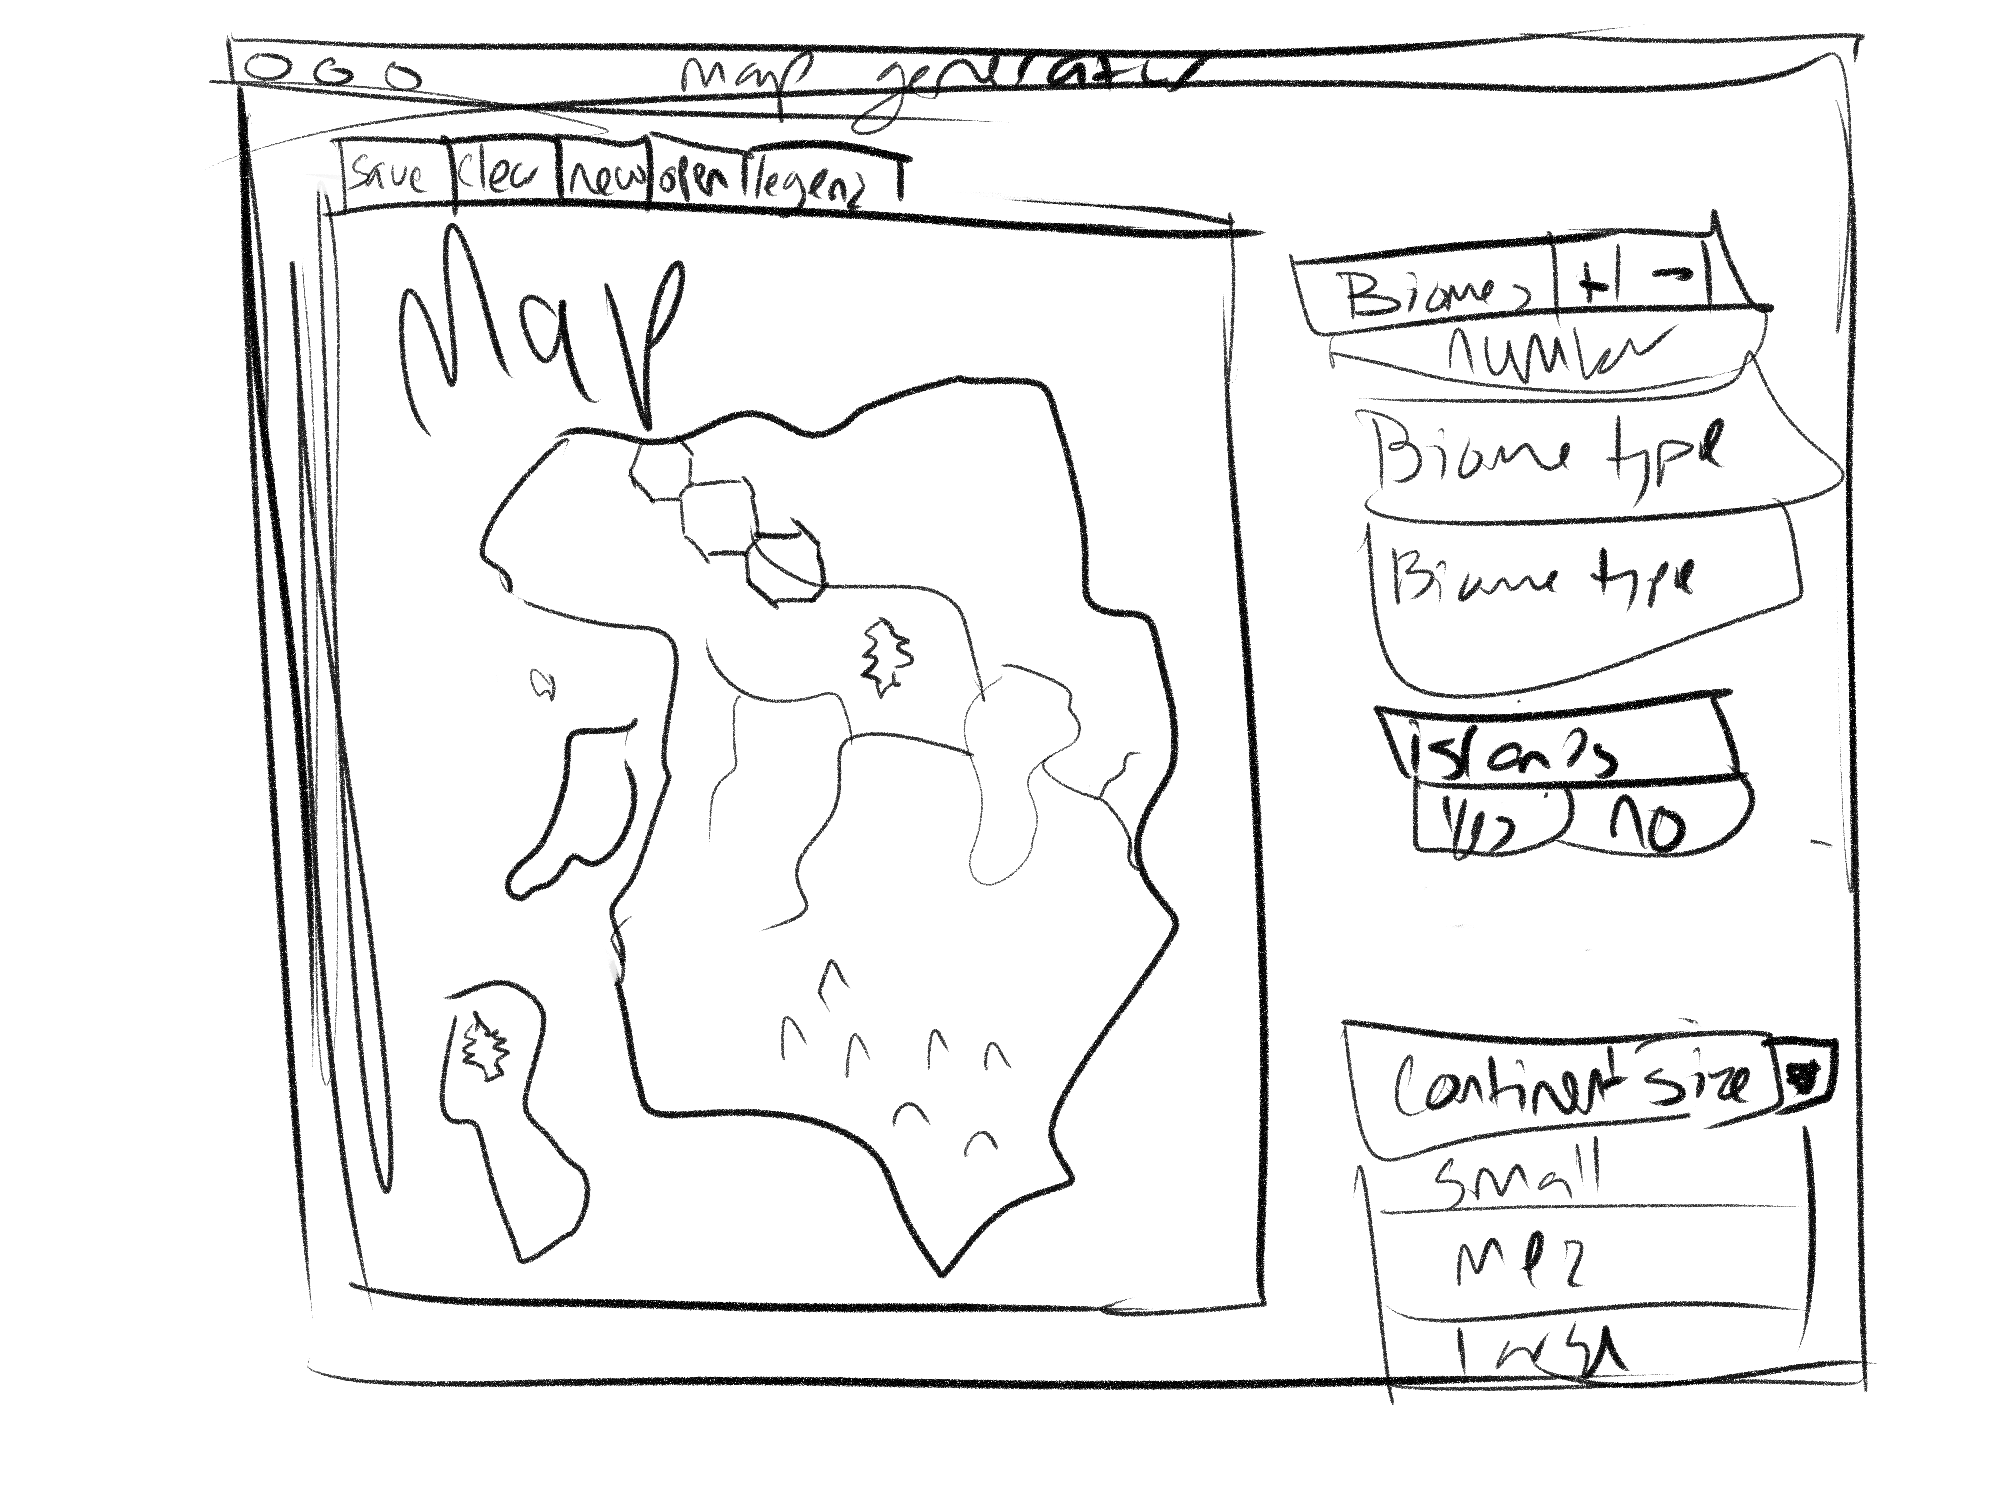 map generator
save clear new open legend
Map
Biomes + -
number
Biome type
Biome type
islands
yes no
Continent size
small
med
large